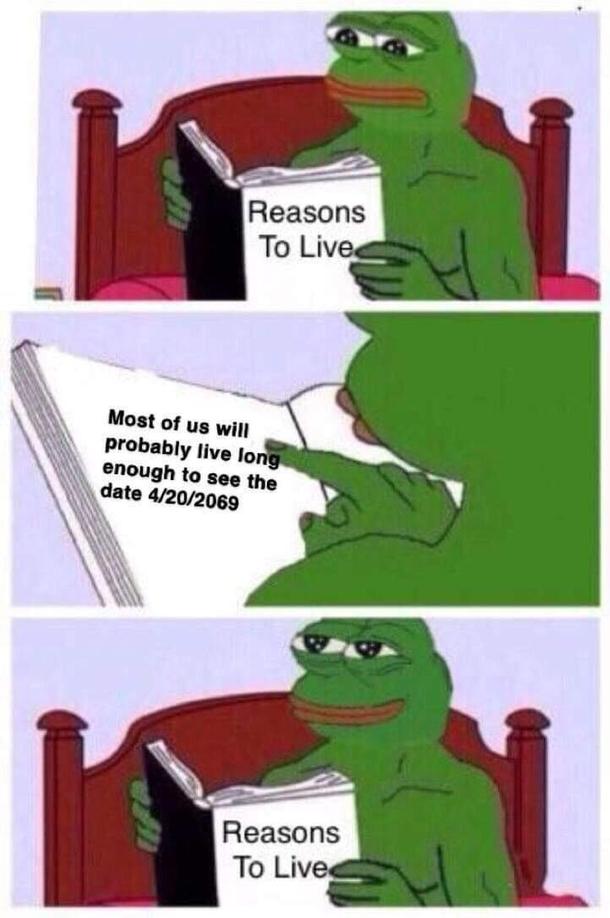 Reasons
To Live
Most of us will
probably live long
enough to see the
date 4/20/2069
Reasons
To Live